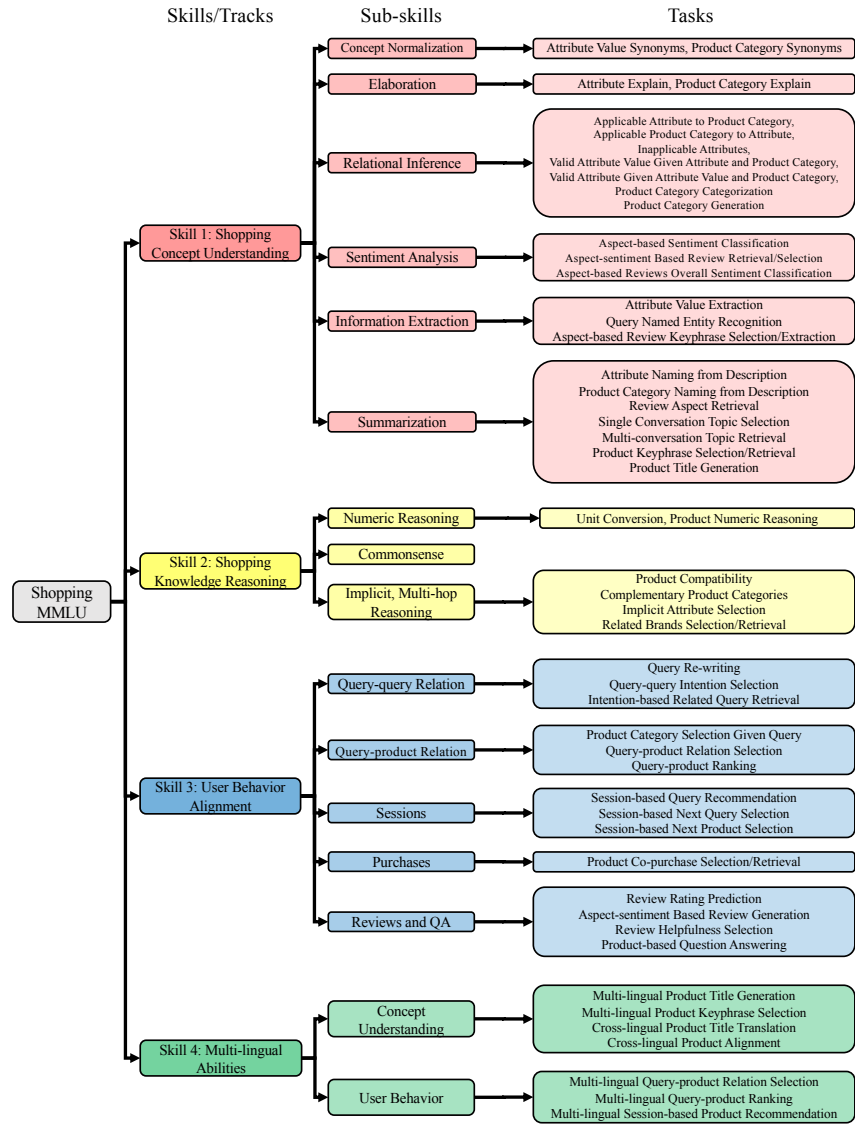 Skills/Tracks
Sub-skills
Tasks
Shopping
MMLU
Skill 1: Shopping
Concept Understanding
Concept Normalization
Attribute Value Synonyms, Product Category Synonyms
Elaboration
Attribute Explain, Product Category Explain
Relational Inference
Applicable Attribute to Product Category,
Applicable Product Category to Attribute,
Inapplicable Attributes,
Valid Attribute Value Given Attribute and Product Category,
Valid Attribute Given Attribute Value and Product Category,
Product Category Categorization
Product Category Generation
Sentiment Analysis
Aspect-based Sentiment Classification
Aspect-sentiment Based Review Retrieval/Selection
Aspect-based Reviews Overall Sentiment Classification
Information Extraction
Attribute Value Extraction
Query Named Entity Recognition
Aspect-based Review Keyphrase Selection/Extraction
Summarization
Attribute Naming from Description
Product Category Naming from Description
Review Aspect Retrieval
Single Conversation Topic Selection
Multi-conversation Topic Retrieval
Product Keyphrase Selection/Retrieval
Product Title Generation
Skill 2: Shopping
Knowledge Reasoning
Numeric Reasoning
Unit Conversion, Product Numeric Reasoning
Commonsense
Implicit, Multi-hop
Reasoning
Product Compatibility
Complementary Product Categories
Implicit Attribute Selection
Related Brands Selection/Retrieval
Skill 3: User Behavior
Alignment
Query-query Relation
Query Re-writing
Query-query Intention Selection
Intention-based Related Query Retrieval
Query-product Relation
Product Category Selection Given Query
Query-product Relation Selection
Query-product Ranking
Sessions
Session-based Query Recommendation
Session-based Next Query Selection
Session-based Next Product Selection
Purchases
Product Co-purchase Selection/Retrieval
Reviews and QA
Review Rating Prediction
Aspect-sentiment Based Review Generation
Review Helpfulness Selection
Product-based Question Answering
Skill 4: Multi-lingual
Abilities
Concept
Understanding
Multi-lingual Product Title Generation
Multi-lingual Product Keyphrase Selection
Cross-lingual Product Title Translation
Cross-lingual Product Alignment
User Behavior
Multi-lingual Query-product Relation Selection
Multi-lingual Query-product Ranking
Multi-lingual Session-based Product Recommendation